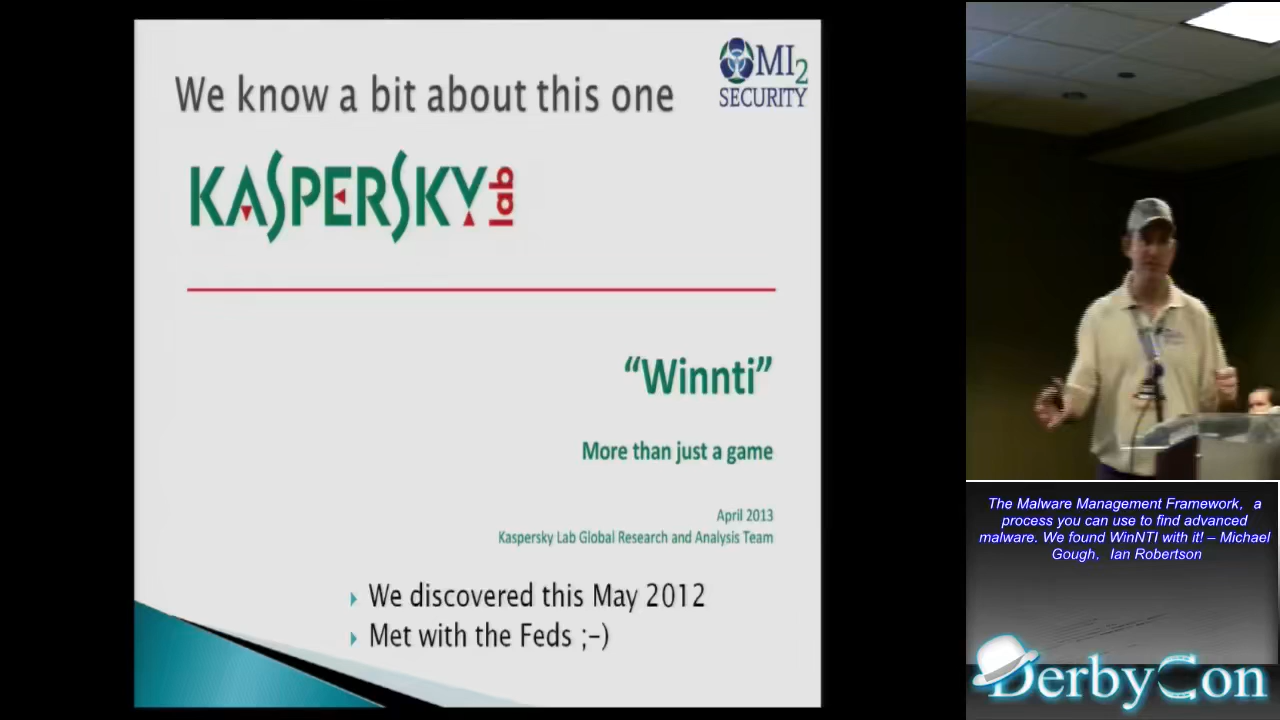 We know a bit about this one
MI2
SECURITY
KASPERSKY lab
“Winnti”
More than just a game
April 2013
Kaspersky Lab Global Research and Analysis Team
We discovered this May 2012
Met with the Feds ;-)
The Malware Management Framework, a
process you can use to find advanced
malware. We found WinNTI with it! – Michael
Gough, Ian Robertson
DerbyCon